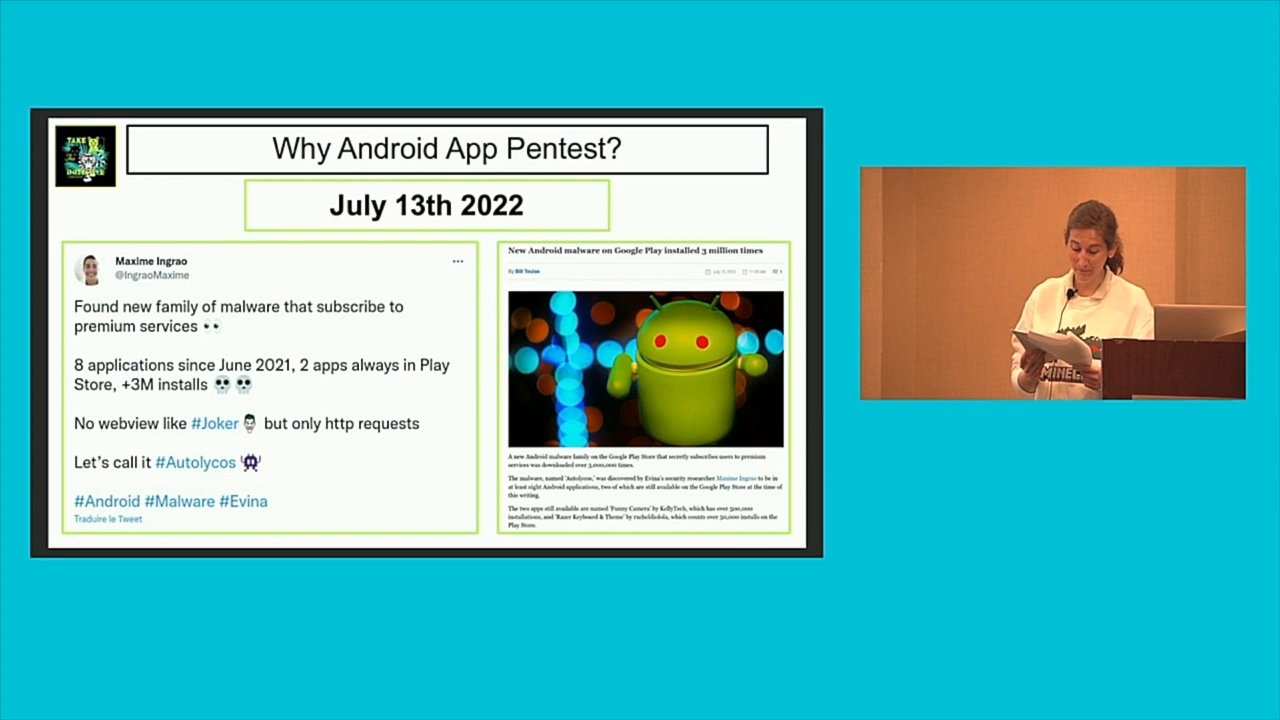 TAKE
THE
INITIATIVE
Why Android App Pentest?
July 13th 2022
Maxime Ingrao
@IngraoMaxime
Found new family of malware that subscribe to
premium services
8 applications since June 2021, 2 apps always in Play
Store, +3M installs
No webview like #Joker but only http requests
Let's call it #Autolycos
#Android #Malware #Evina
Traduire le Tweet
New Android malware on Google Play installed 3 million times
By Bill Toulas
July 13, 2022
A new Android malware family on the Google Play Store that secretly subscribes users to premium
services was downloaded over 3,000,000 times.
The malware, named 'Autolycos,' was discovered by Evina's security researcher Maxime Ingrao to be in
at least eight Android applications, two of which are still available on the Google Play Store at the time of
this writing.
The two apps still available are named 'Funny Camera' by KellyTech, which has over 500,000
installations, and 'Razer Keyboard & Theme' by rxcheldiolola, which counts over 50,000 installs on the
Play Store.